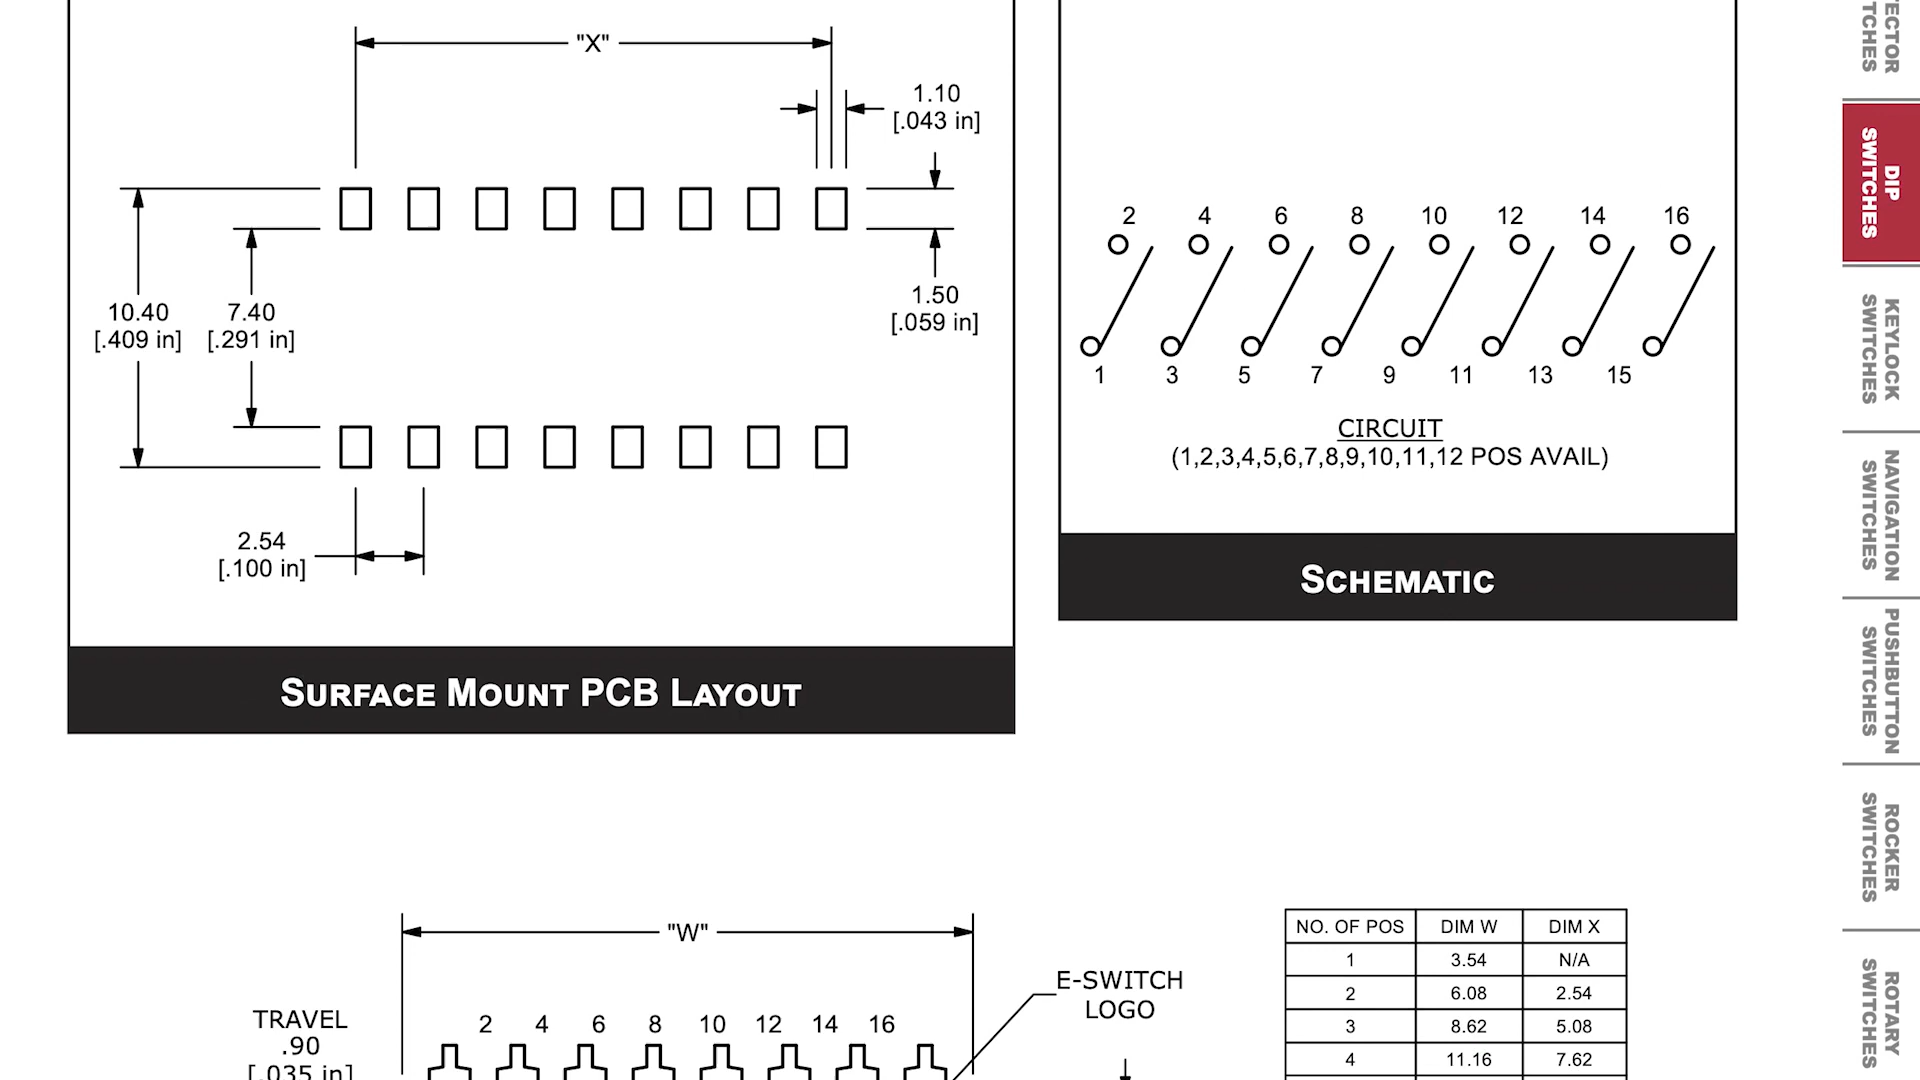 "X"
1.10
[.043 in]
10.40
[.409 in]
7.40
[.291 in]
1.50
[.059 in]
2.54
[.100 in]
SURFACE MOUNT PCB LAYOUT
2 4 6 8 10 12 14 16
1 3 5 7 9 11 13 15
CIRCUIT
(1,2,3,4,5,6,7,8,9,10,11,12 POS AVAIL)
SCHEMATIC
"W"
TRAVEL
.90
[.035 in]
2 4 6 8 10 12 14 16
E-SWITCH
LOGO
NO. OF POS DIM W DIM X
1 3.54 N/A
2 6.08 2.54
3 8.62 5.08
4 11.16 7.62
DIP
SWITCHES
KEYLOCK
SWITCHES
NAVIGATION
SWITCHES
PUSHBUTTON
SWITCHES
ROCKER
SWITCHES
ROTARY
SWITCHES